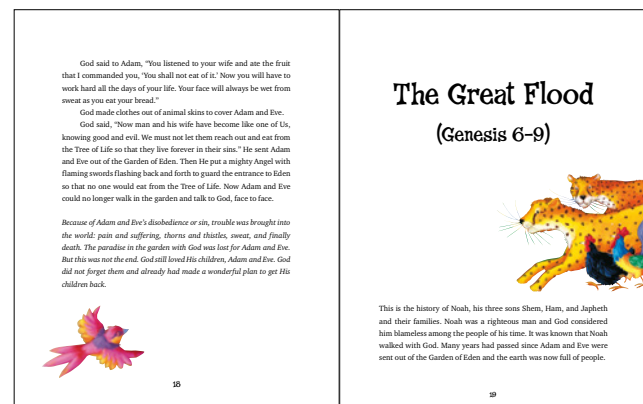 God said to Adam, “You listened to your wife and ate the fruit
that I commanded you, ‘You shall not eat of it.’ Now you will have to
work hard all the days of your life. Your face will always be wet from
sweat as you eat your bread.”
God made clothes out of animal skins to cover Adam and Eve.
God said, “Now man and his wife have become like one of Us,
knowing good and evil. We must not let them reach out and eat from
the Tree of Life so that they live forever in their sins.” He sent Adam
and Eve out of the Garden of Eden. Then He put a mighty Angel with
flaming swords flashing back and forth to guard the entrance to Eden
so that no one would eat from the Tree of Life. Now Adam and Eve
could no longer walk in the garden and talk to God, face to face.
Because of Adam and Eve’s disobedience or sin, trouble was brought into
the world: pain and suffering, thorns and thistles, sweat, and finally
death. The paradise in the garden with God was lost for Adam and Eve.
But this was not the end. God still loved His children, Adam and Eve. God
did not forget them and already had made a wonderful plan to get His
children back.
18
The Great Flood
(Genesis 6–9)
This is the history of Noah, his three sons Shem, Ham, and Japheth
and their families. Noah was a righteous man and God considered
him blameless among the people of his time. It was known that Noah
walked with God. Many years had passed since Adam and Eve were
sent out of the Garden of Eden and the earth was now full of people.
19